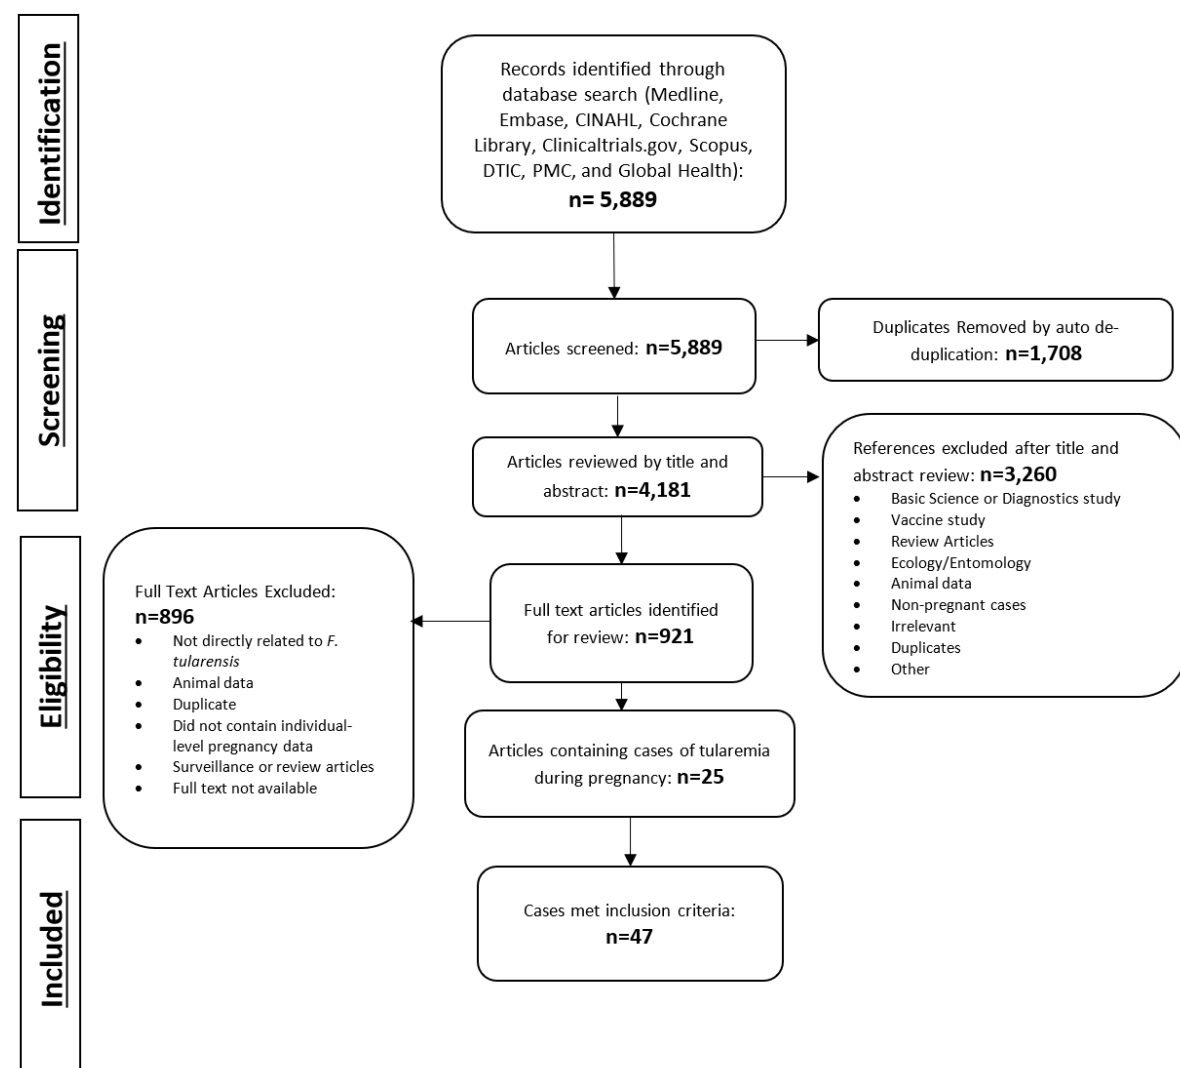 Identification
Records identified through
database search (Medline,
Embase, CINAHL, Cochrane
Library, Clinicaltrials.gov, Scopus,
DTIC, PMC, and Global Health):
n= 5,889
Screening
Articles screened: n=5,889
Duplicates Removed by auto de-
duplication: n=1,708
Articles reviewed by title and
abstract: n=4,181
References excluded after title and
abstract review: n=3,260
• Basic Science or Diagnostics study
• Vaccine study
• Review Articles
• Ecology/Entomology
• Animal data
• Non-pregnant cases
• Irrelevant
• Duplicates
• Other
Eligibility
Full text articles identified
for review: n=921
Full Text Articles Excluded:
n=896
• Not directly related to F.
tularensis
• Animal data
• Duplicate
• Did not contain individual-
level pregnancy data
• Surveillance or review articles
• Full text not available
Articles containing cases of tularemia
during pregnancy: n=25
Included
Cases met inclusion criteria:
n=47